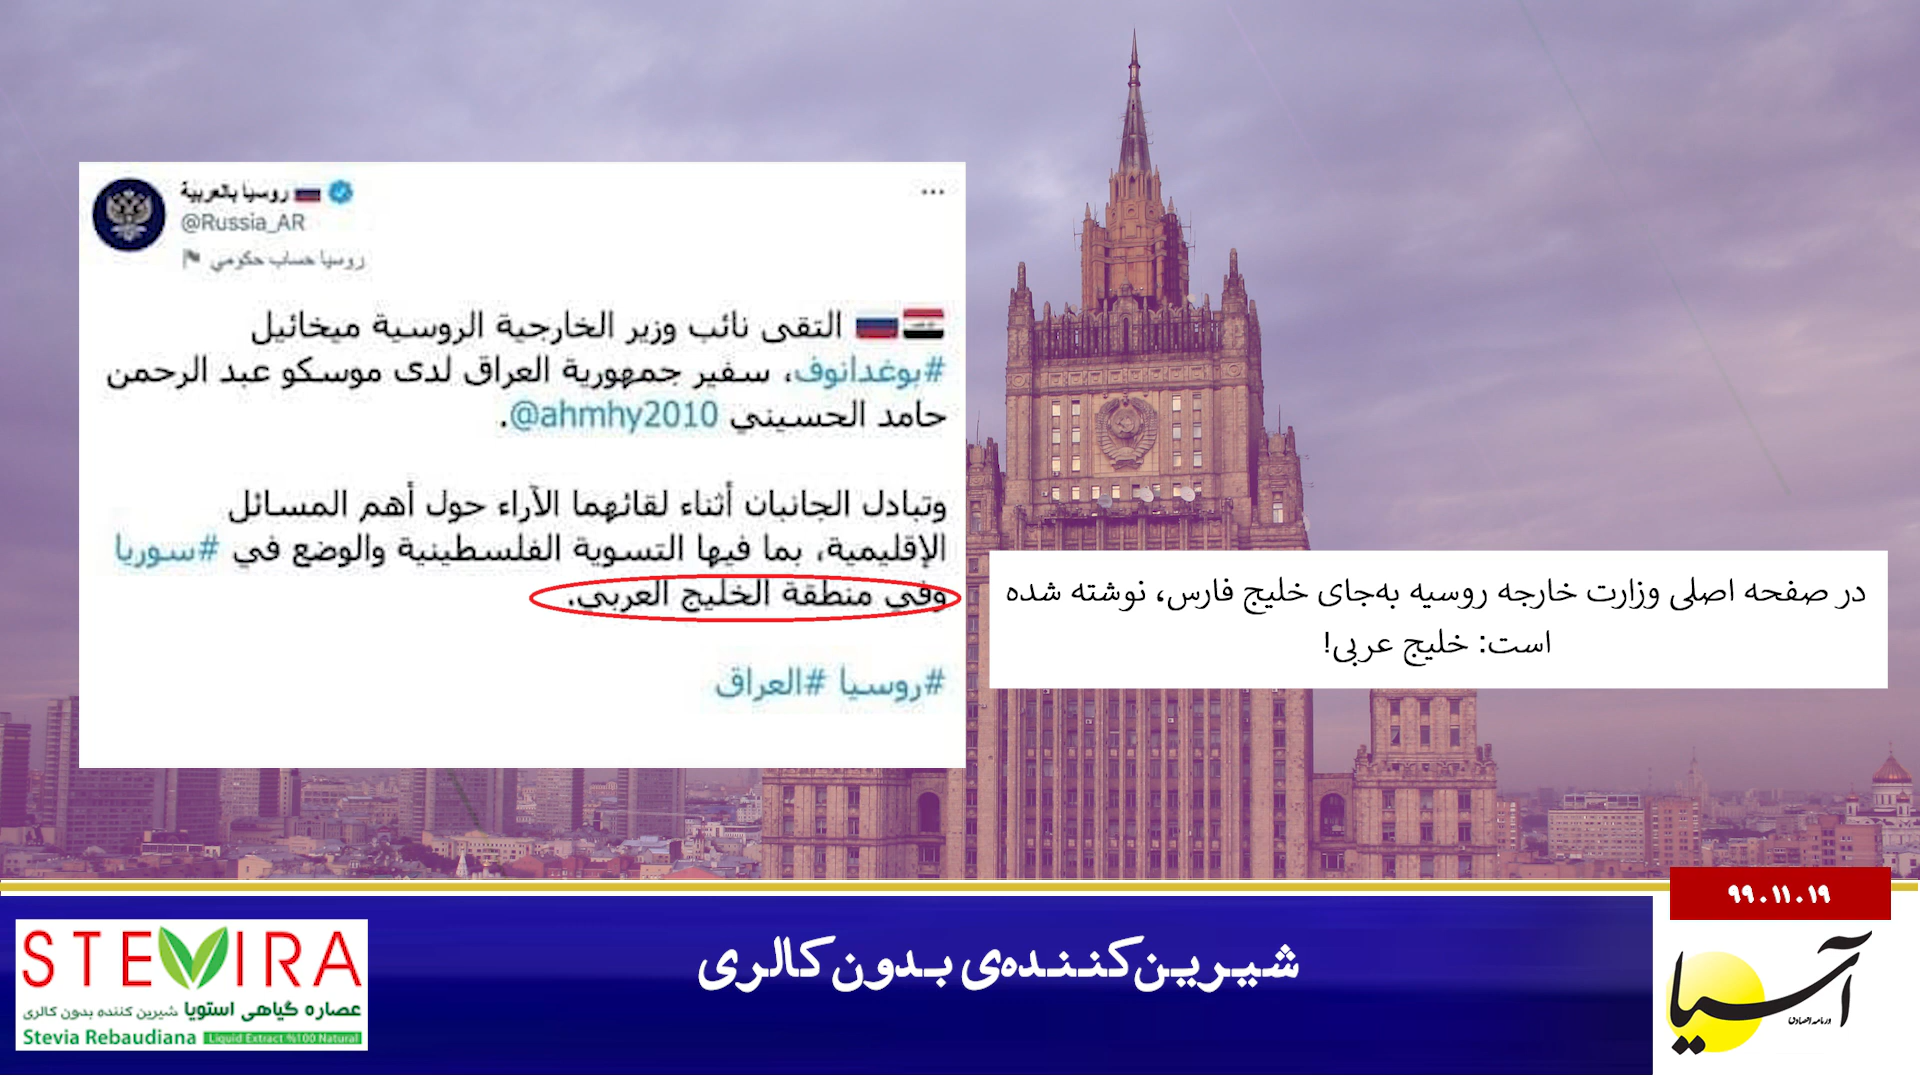 روسيا بالعربية
@Russia_AR
روسيا حساب حكومي
التقى نائب وزير الخارجية الروسية ميخائيل
#بوغدانوف، سفير جمهورية العراق لدى موسكو عبد الرحمن
حامد الحسيني @ahmhy2010.
وتبادل الجانبان أثناء لقائهما الآراء حول أهم المسائل
الإقليمية، بما فيها التسوية الفلسطينية والوضع في #سوريا
وفي منطقة الخليج العربي.
#روسيا #العراق
در صفحه اصلی وزارت خارجه روسیه به‌جای خلیج فارس، نوشته شده
است: خلیج عربی!
۹۹.۱۱.۱۹
شیرین‌کننده‌ی بدون کالری
STEVIRA
عصاره گیاهی استویا شیرین کننده بدون کالری
Stevia Rebaudiana Liquid Extract %100 Natural
آسیا